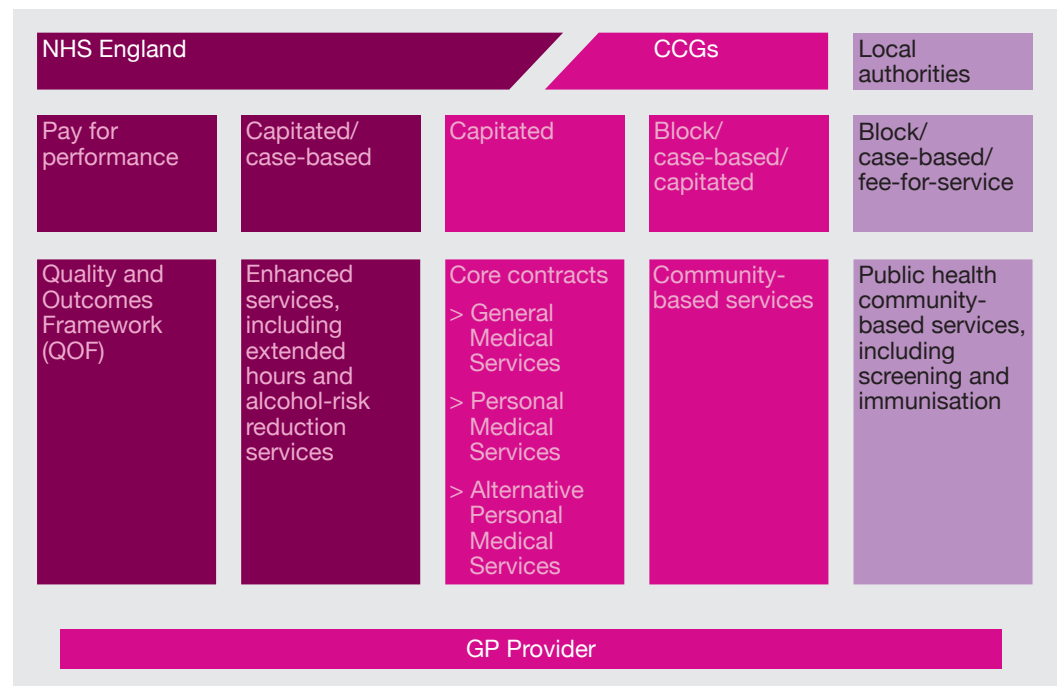 NHS England
CCGs
Local
authorities
Pay for
performance
Capitated/
case-based
Capitated
Block/
case-based/
capitated
Block/
case-based/
fee-for-service
Quality and
Outcomes
Framework
(QOF)
Enhanced
services,
including
extended
hours and
alcohol-risk
reduction
services
Core contracts
> General
Medical
Services
> Personal
Medical
Services
> Alternative
Personal
Medical
Services
Community-
based services
Public health
community-
based services,
including
screening and
immunisation
GP Provider